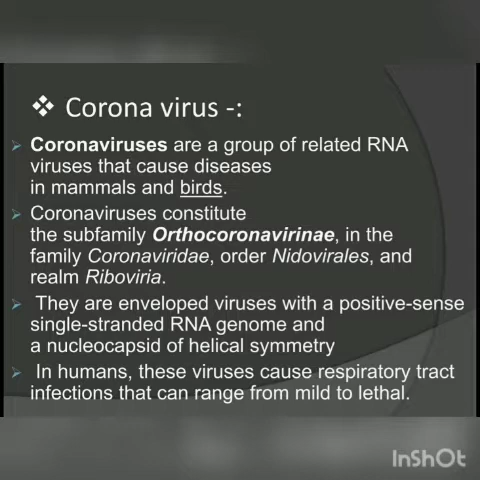 ❖ Corona virus -:
➢ Coronaviruses are a group of related RNA
viruses that cause diseases
in mammals and birds.
➢ Coronaviruses constitute
the subfamily Orthocoronavirinae, in the
family Coronaviridae, order Nidovirales, and
realm Riboviria.
➢ They are enveloped viruses with a positive-sense
single-stranded RNA genome and
a nucleocapsid of helical symmetry
➢ In humans, these viruses cause respiratory tract
infections that can range from mild to lethal.
InShOt